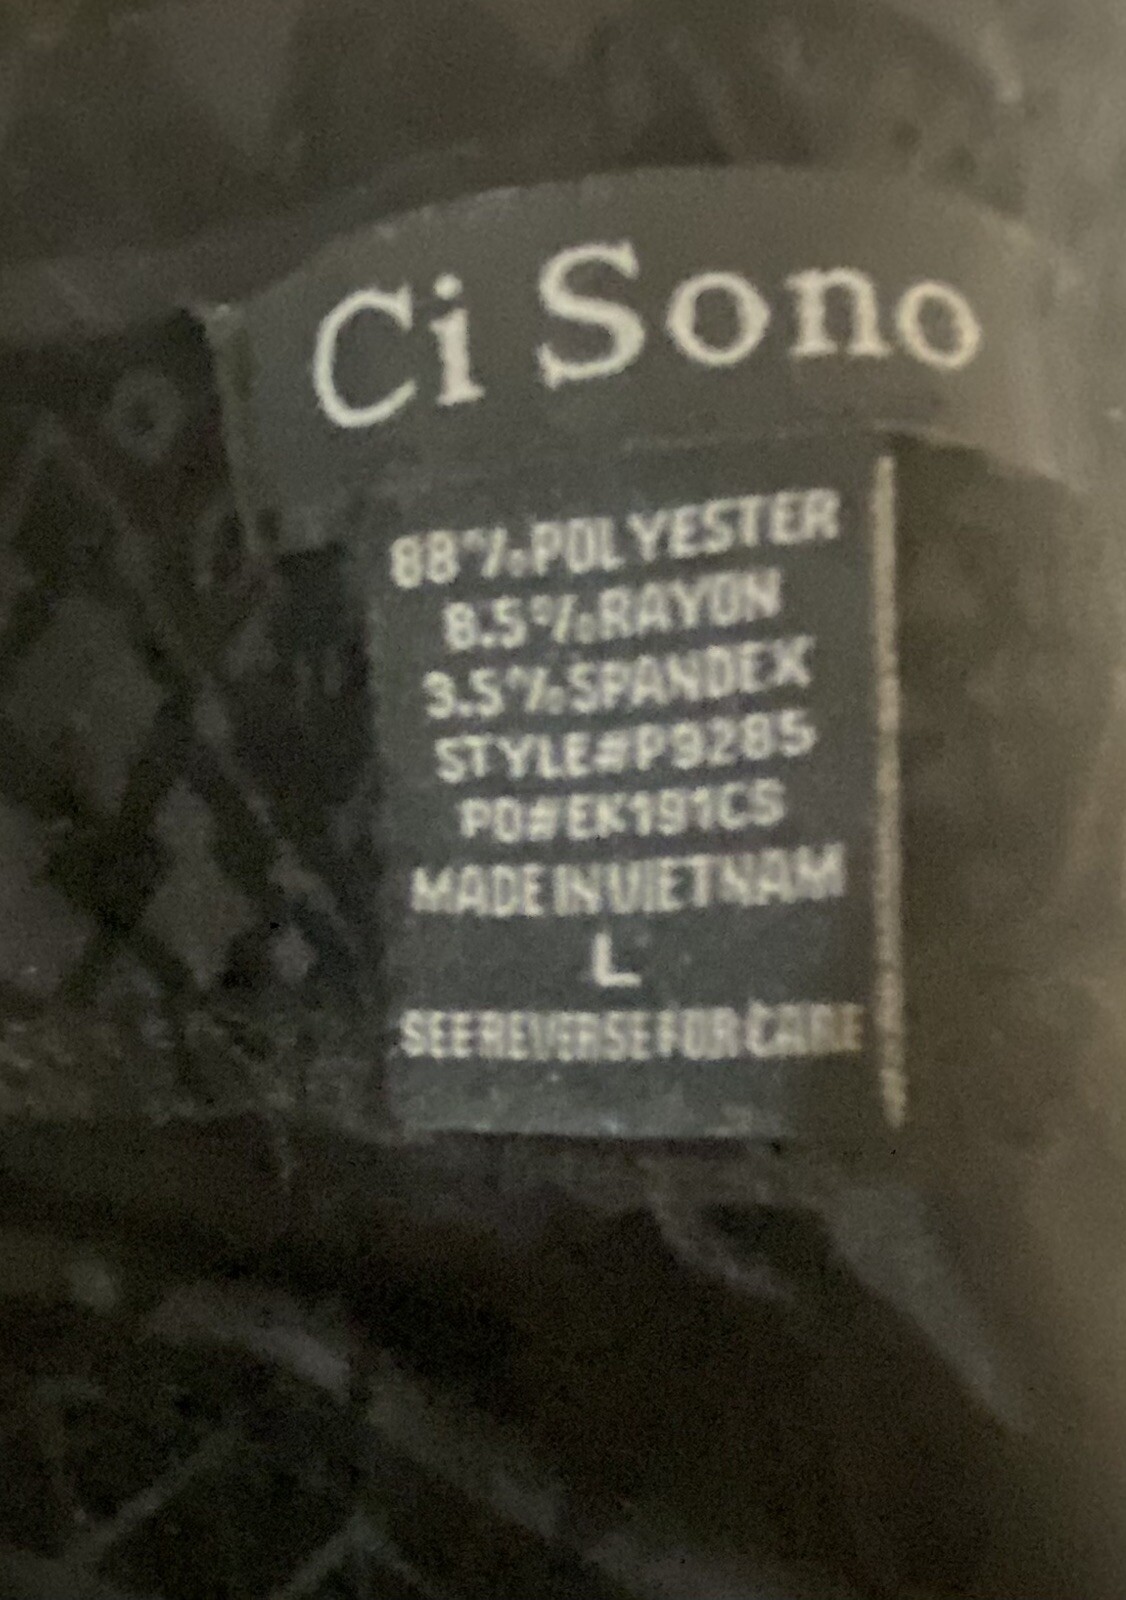 Ci Sono
88%POLYESTER
8.5%RAYON
3.5%SPANDEX
STYLE#P9285
PO#EK191CS
MADE IN VIETNAM
L
SEE REVERSE FOR CARE